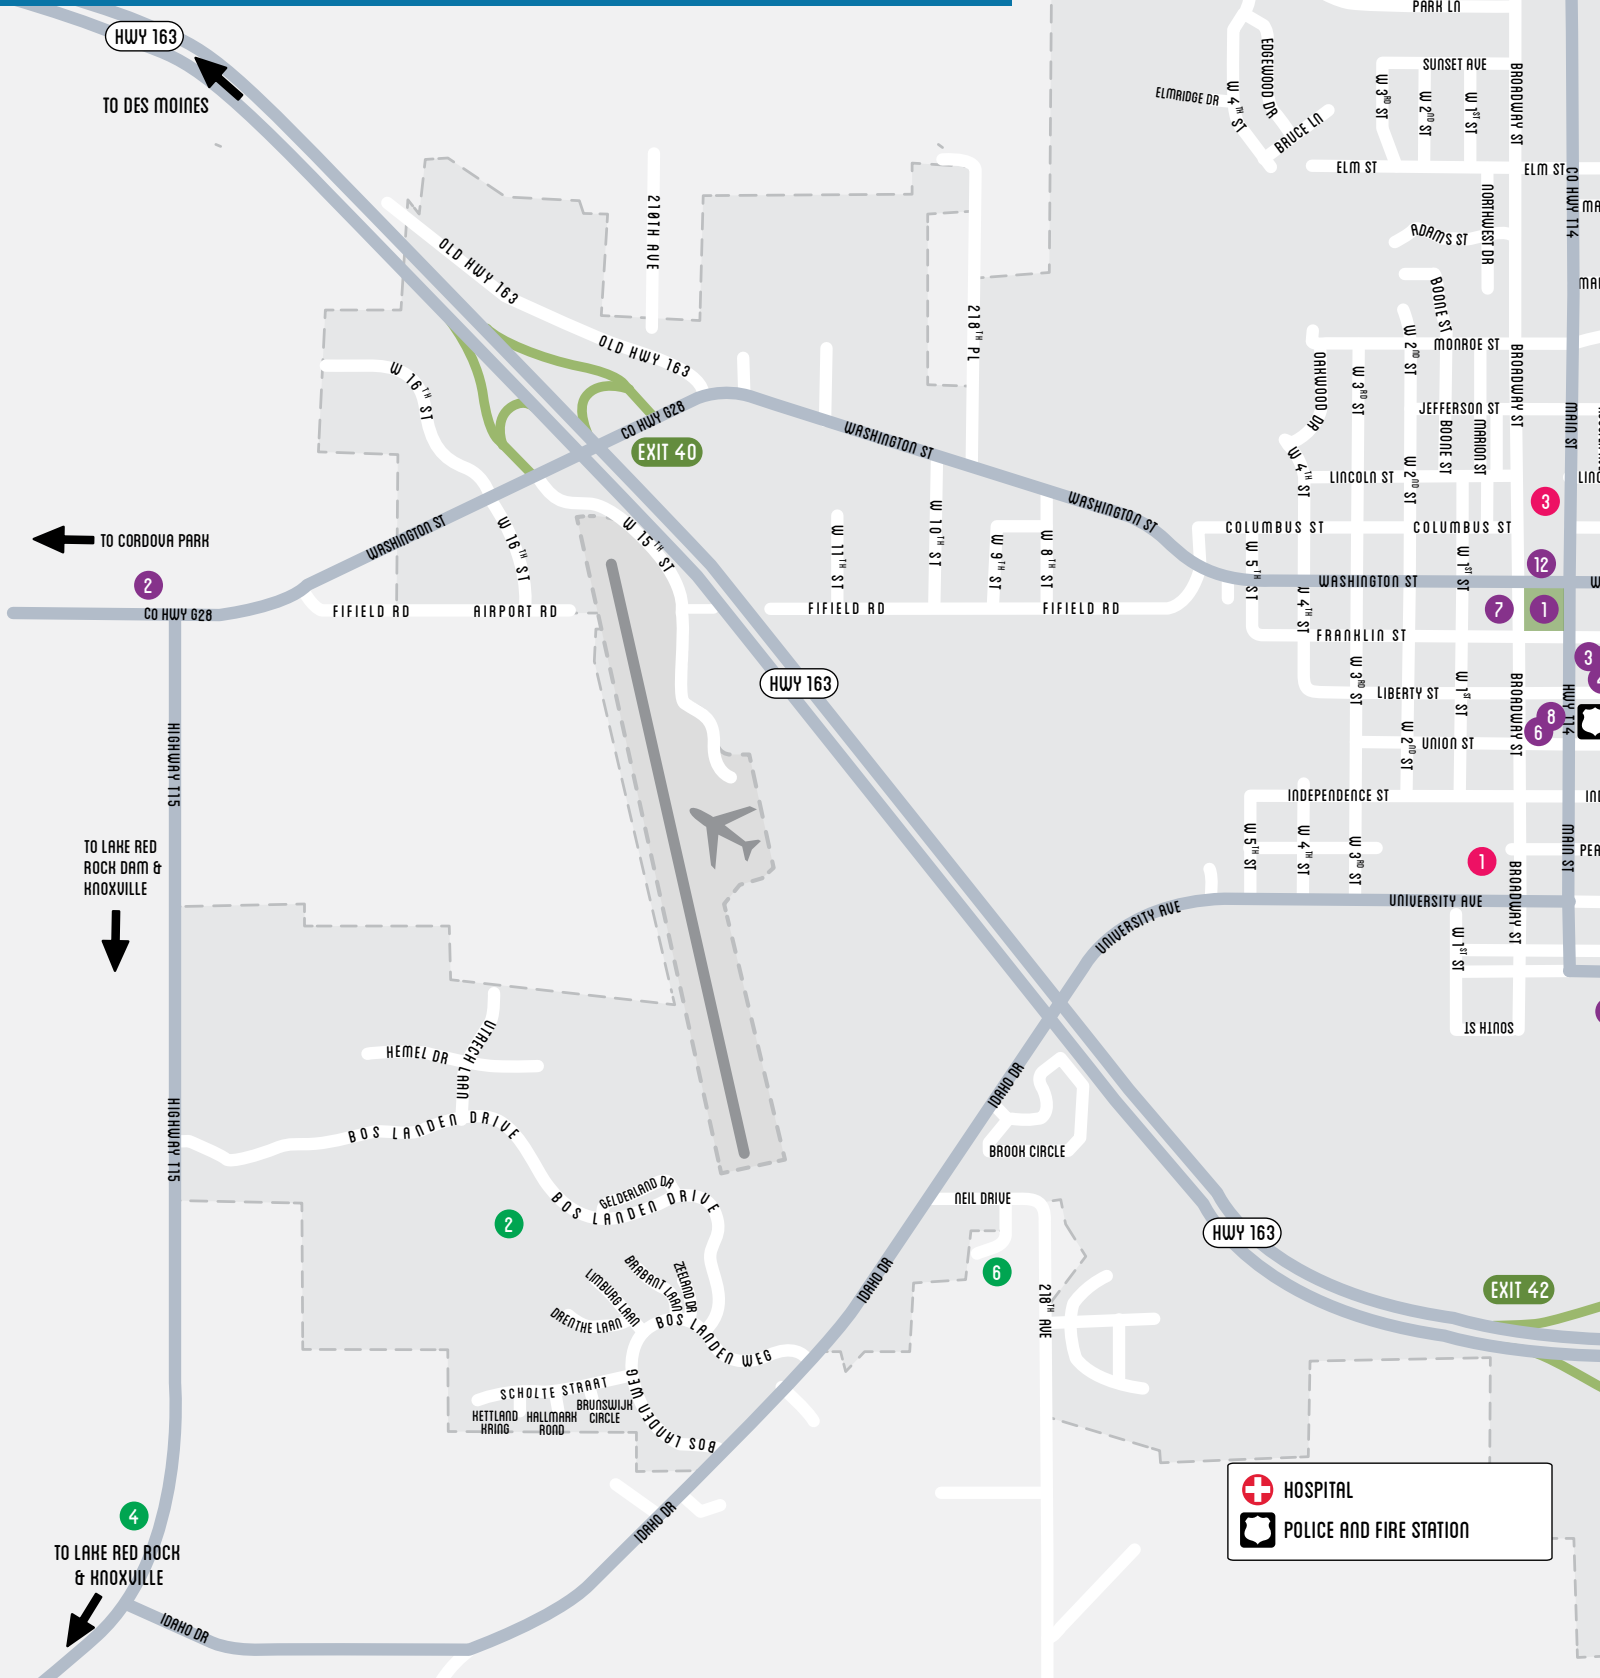 HWY 163
TO DES MOINES
PARK LN
EDGEWOOD DR
SUNSET AVE
ELMRIDGE DR
W 4TH ST
BRUCE LN
W 3RD ST
W 2ND ST
W 1ST ST
BROADWAY ST
ELM ST
ELM ST
CO HWY T14
MA
210TH AVE
NORTHWEST DR
ADAMS ST
OLD HWY 163
MA
BOONE ST
218TH PL
OLD HWY 163
W 2ND ST
MONROE ST
OAKWOOD DR
W 3RD ST
BROADWAY ST
W 16TH ST
CO HWY G28
JEFFERSON ST
MAIN ST
EXIT 40
WASHINGTON ST
BOONE ST
MARION ST
W 4TH ST
LINCOLN ST
W 2ND ST
LINC
3
WASHINGTON ST
COLUMBUS ST
COLUMBUS ST
TO CORDOVA PARK
WASHINGTON ST
W 16TH ST
W 15TH ST
W 11TH ST
W 10TH ST
W 9TH ST
W 8TH ST
W 5TH ST
W 1ST ST
12
2
WASHINGTON ST
W
CO HWY G28
FIFIELD RD
AIRPORT RD
FIFIELD RD
FIFIELD RD
W 4TH ST
7
1
FRANKLIN ST
3
4
HWY 163
W 3RD ST
LIBERTY ST
W 1ST ST
BROADWAY ST
HWY T14
8
6
W 2ND ST
UNION ST
HIGHWAY T15
INDEPENDENCE ST
IN
TO LAKE RED
ROCK DAM &
KNOXVILLE
W 5TH ST
W 4TH ST
W 3RD ST
1
MAIN ST
PEA
UNIVERSITY AVE
UNIVERSITY AVE
BROADWAY ST
W 1ST ST
SOUTH ST
UTRECH LAAN
HEMEL DR
IDAHO DR
HIGHWAY T15
BOS LANDEN DRIVE
BROOK CIRCLE
GELDERLAND DR
BOS LANDEN DRIVE
NEIL DRIVE
2
HWY 163
6
IDAHO DR
ZEELAND DR
BRABANT LAAN
LIMBURG LAAN
DRENTHE LAAN
EXIT 42
218TH AVE
BOS LANDEN WEG
SCHOLTE STRAAT
BOS LANDEN WEG
KETTLAND
KRING
HALLMARK
ROND
BRUNSWIJK
CIRCLE
HOSPITAL
POLICE AND FIRE STATION
4
IDAHO DR
TO LAKE RED ROCK
& KNOXVILLE
IDAHO DR